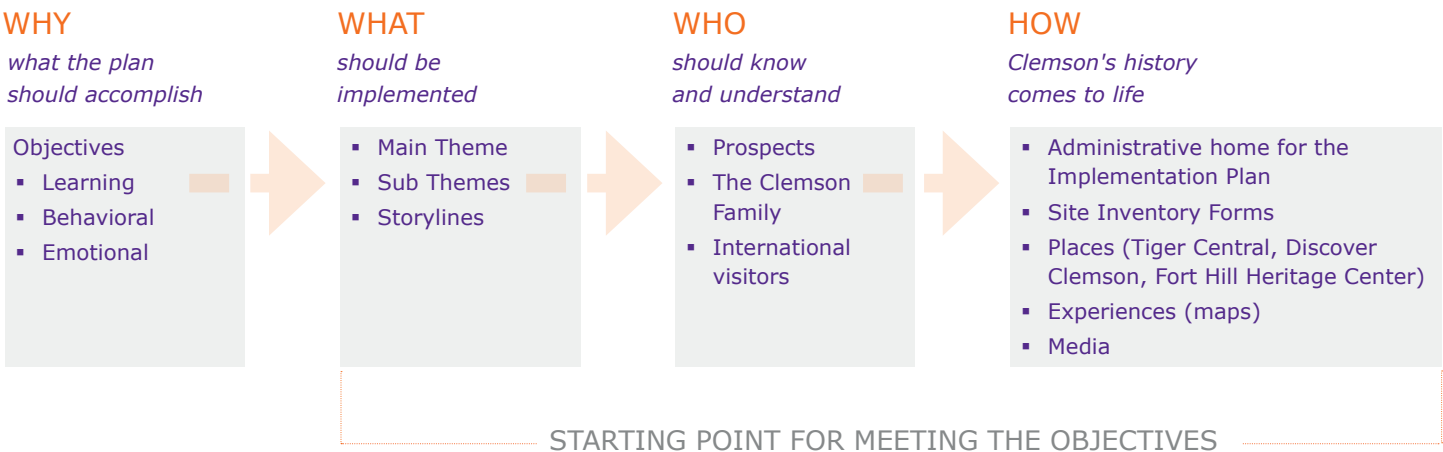 WHY
what the plan
should accomplish
Objectives
▪ Learning
▪ Behavioral
▪ Emotional
WHAT
should be
implemented
▪ Main Theme
▪ Sub Themes
▪ Storylines
WHO
should know
and understand
▪ Prospects
▪ The Clemson
Family
▪ International
visitors
HOW
Clemson's history
comes to life
▪ Administrative home for the
Implementation Plan
▪ Site Inventory Forms
▪ Places (Tiger Central, Discover
Clemson, Fort Hill Heritage Center)
▪ Experiences (maps)
▪ Media
STARTING POINT FOR MEETING THE OBJECTIVES